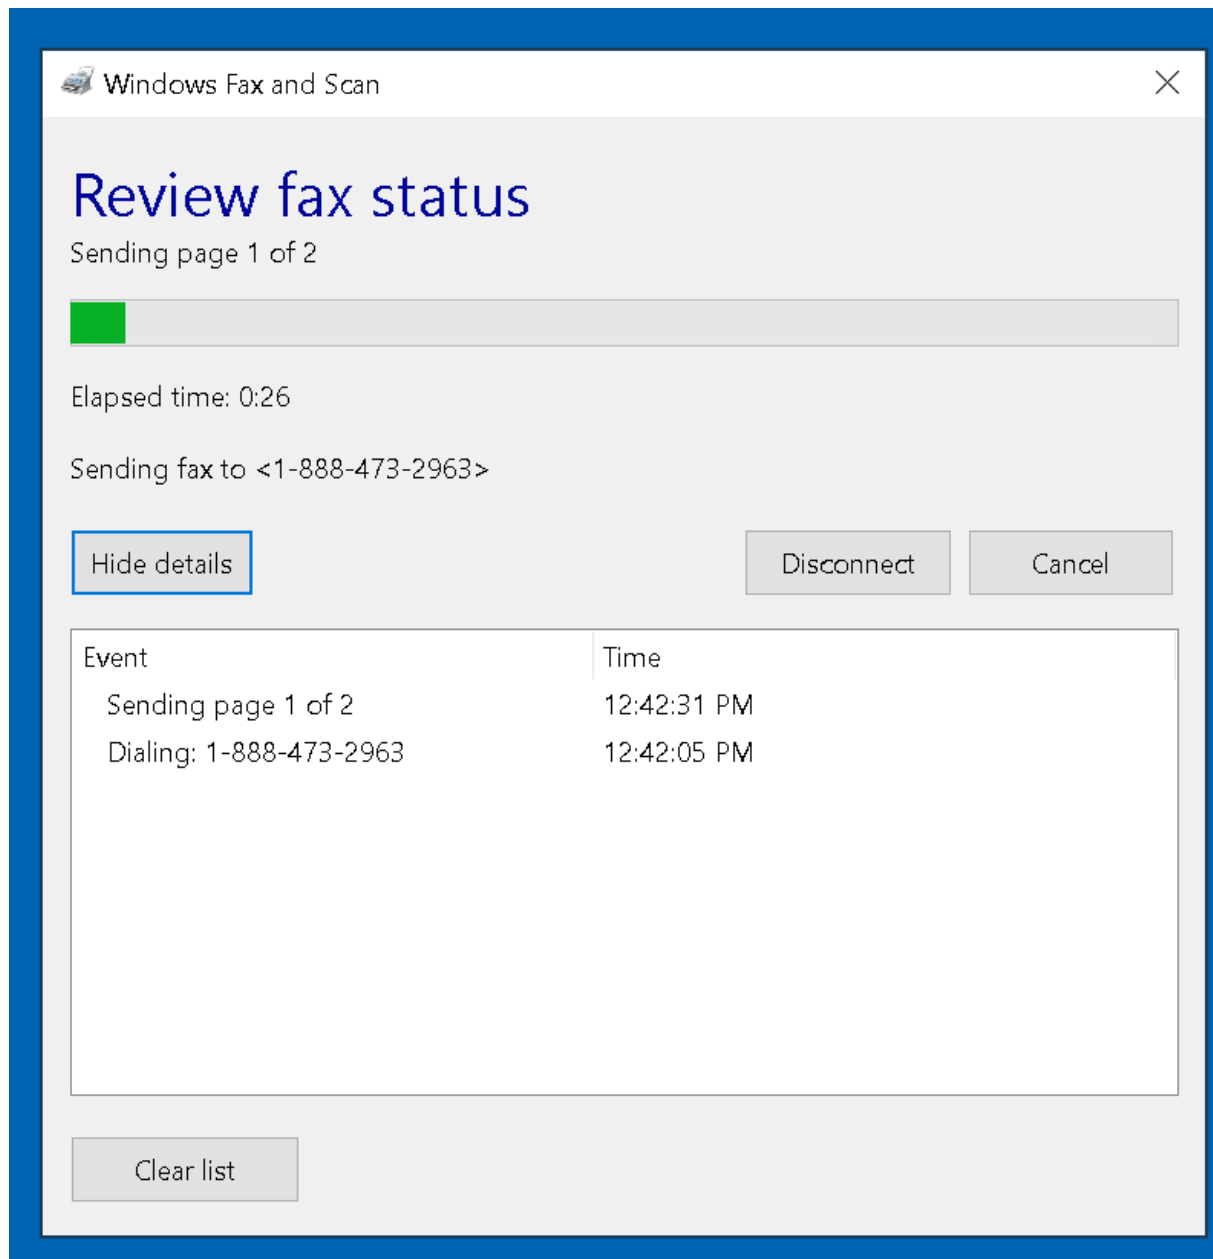 Windows Fax and Scan
Review fax status
Sending page 1 of 2
Elapsed time: 0:26
Sending fax to <1-888-473-2963>
Hide details
Disconnect
Cancel
Event Time
Sending page 1 of 2 12:42:31 PM
Dialing: 1-888-473-2963 12:42:05 PM
Clear list